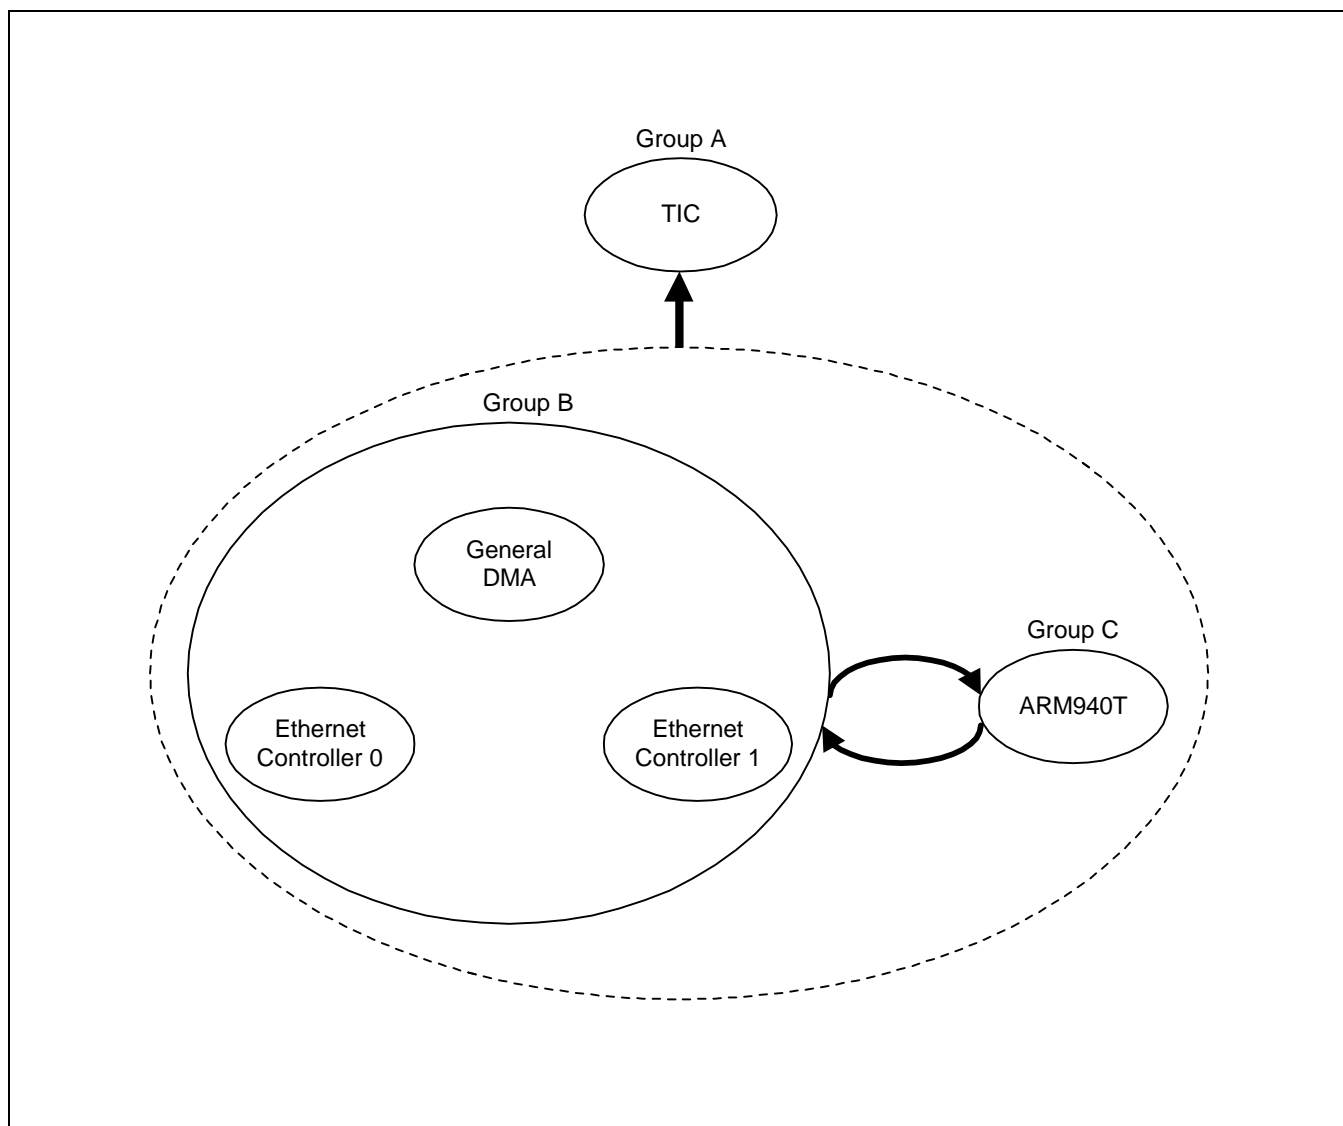 Group A
TIC
Group B
General
DMA
Group C
ARM940T
Ethernet
Controller 0
Ethernet
Controller 1